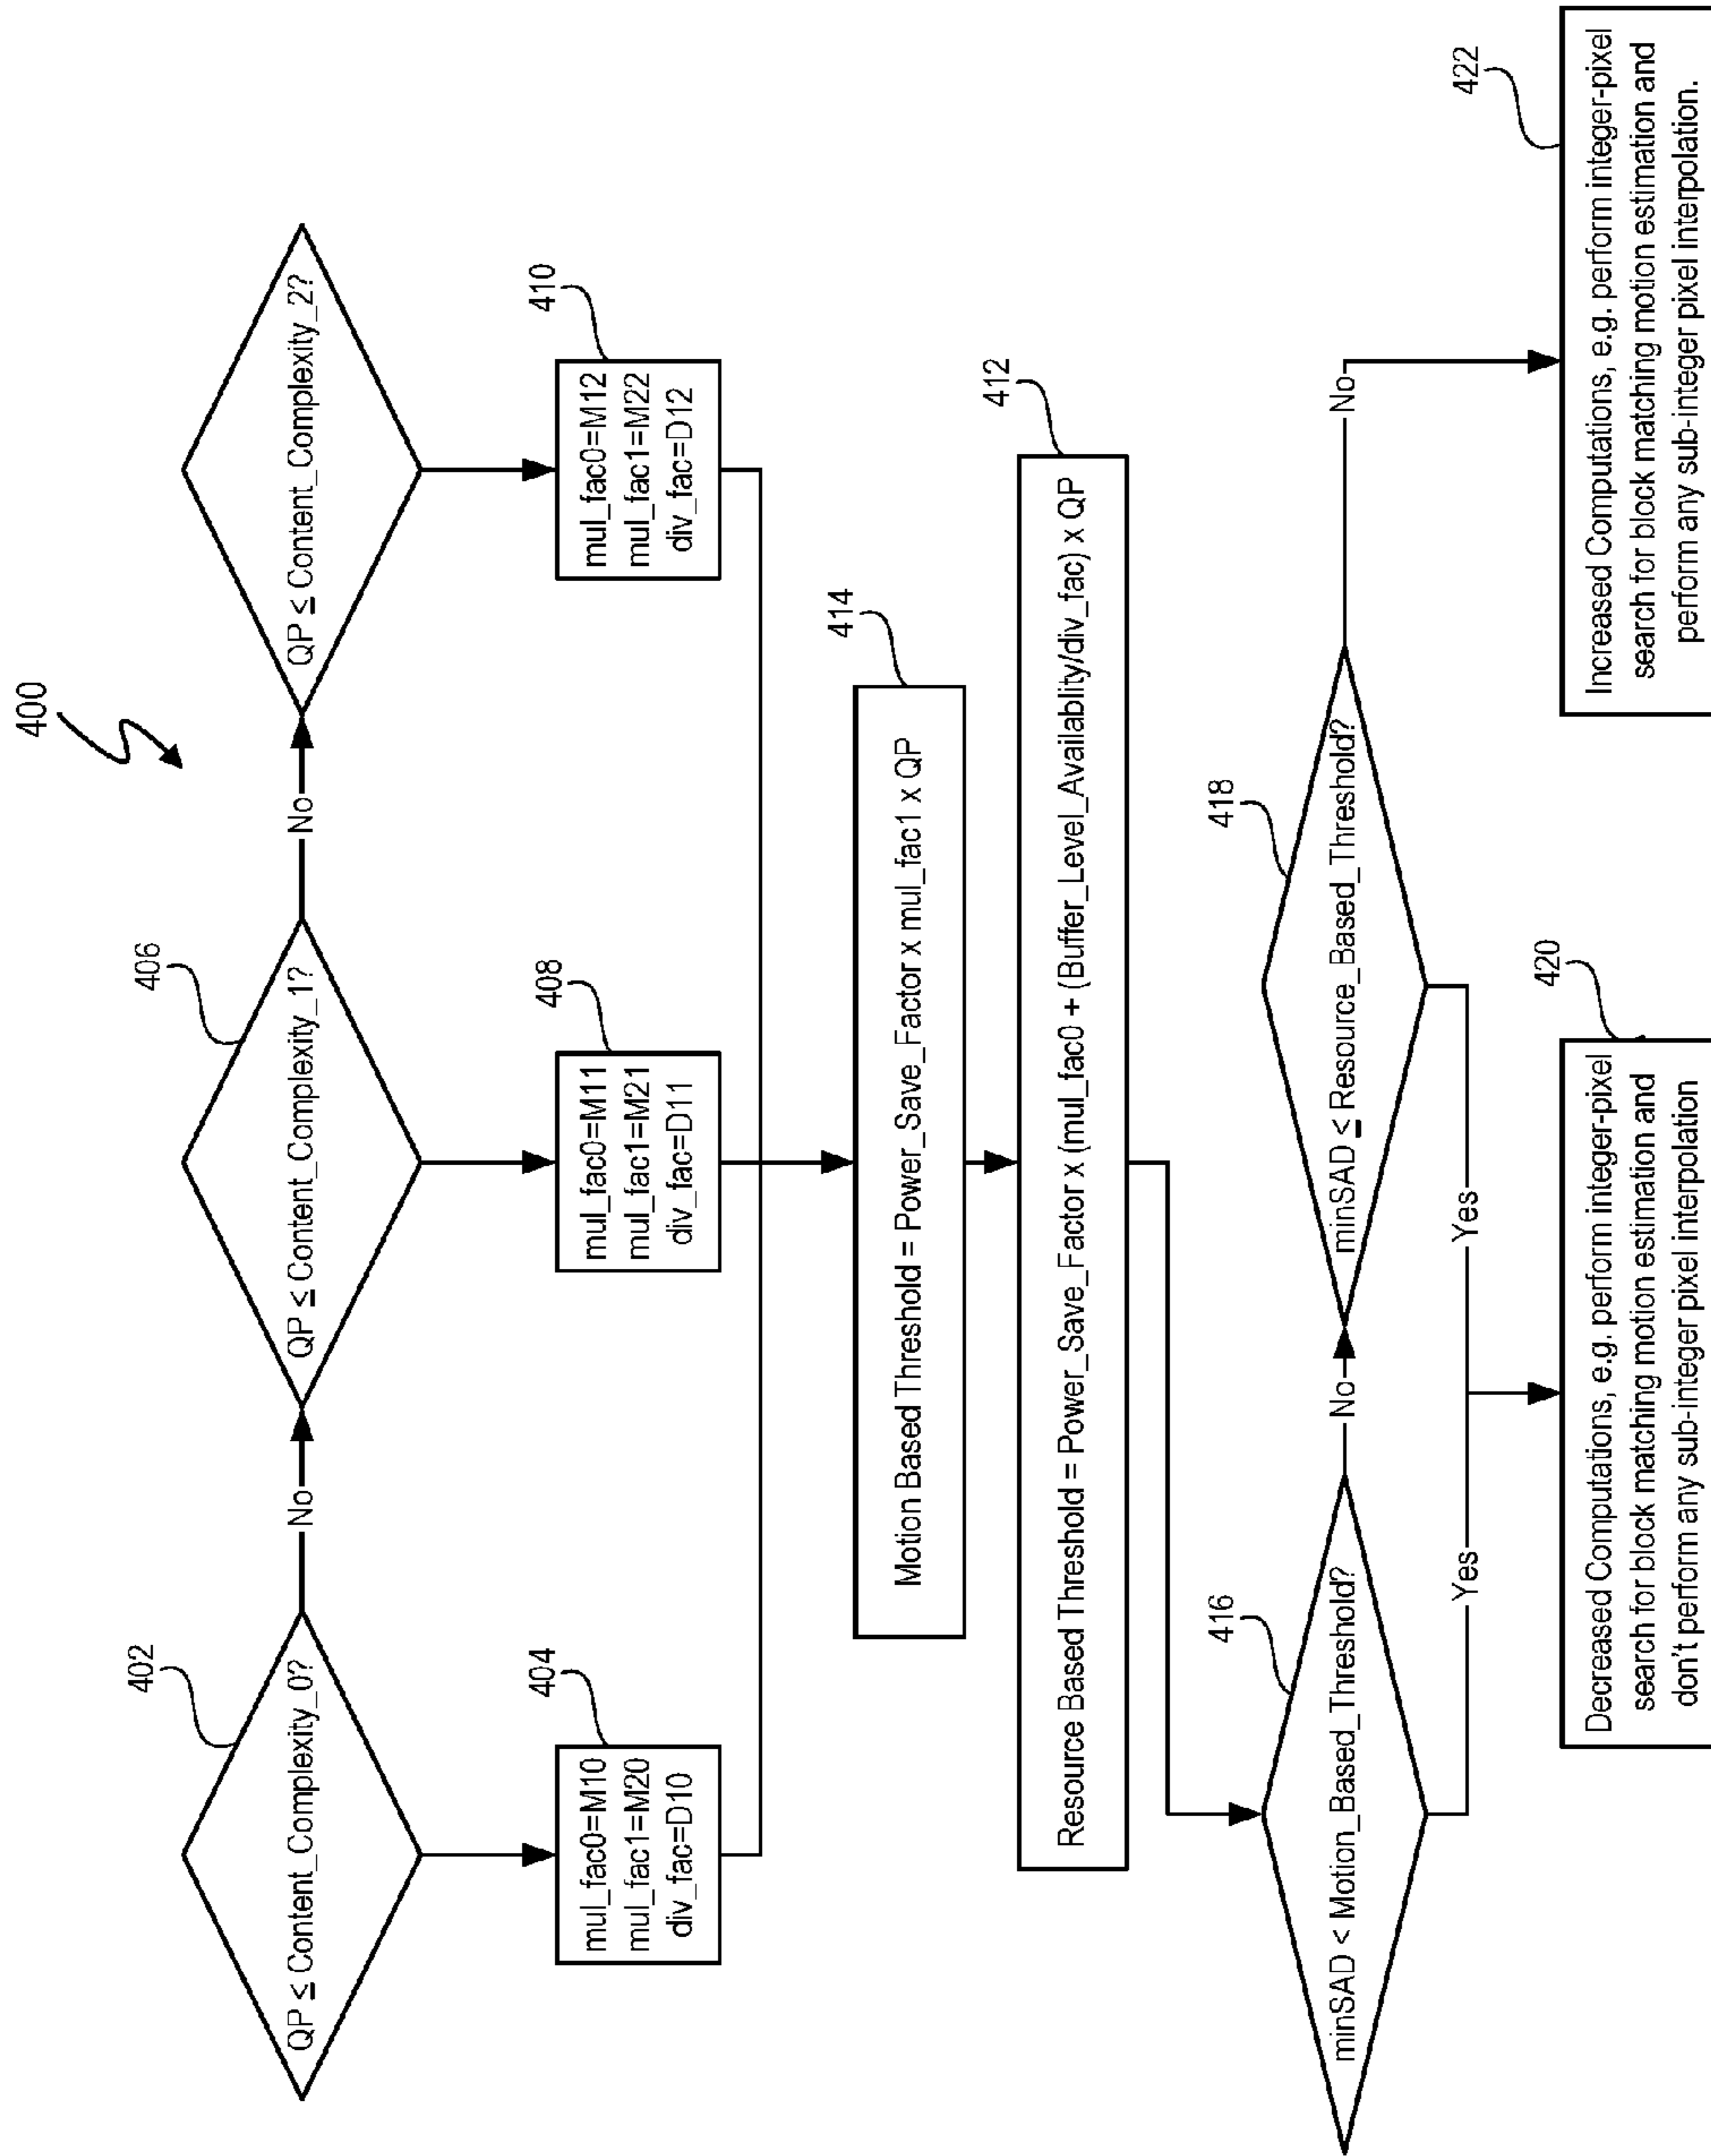 400
402
QP ≤ Content_Complexity_0?
No
406
QP ≤ Content_Complexity_1?
No
QP ≤ Content_Complexity_2?
404
mul_fac0=M10
mul_fac1=M20
div_fac=D10
408
mul_fac0=M11
mul_fac1=M21
div_fac=D11
410
mul_fac0=M12
mul_fac1=M22
div_fac=D12
414
Motion Based Threshold = Power_Save_Factor x mul_fac1 x QP
412
Resource Based Threshold = Power_Save_Factor x (mul_fac0 + (Buffer_Level_Availablity/div_fac) x QP
416
minSAD < Motion_Based_Threshold?
No
418
minSAD ≤ Resource_Based_Threshold?
No
Yes
Yes
420
Decreased Computations, e.g. perform integer-pixel
search for block matching motion estimation and
don't perform any sub-integer pixel interpolation
422
Increased Computations, e.g. perform integer-pixel
search for block matching motion estimation and
perform any sub-integer pixel interpolation.